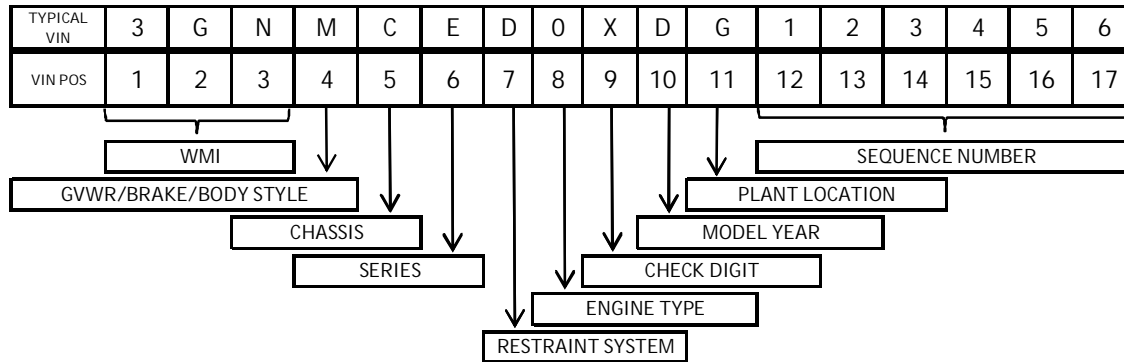 TYPICAL VIN 3 G N M C E D 0 X D G 1 2 3 4 5 6
VIN POS 1 2 3 4 5 6 7 8 9 10 11 12 13 14 15 16 17
WMI SEQUENCE NUMBER
GVWR/BRAKE/BODY STYLE PLANT LOCATION
CHASSIS MODEL YEAR
SERIES CHECK DIGIT
ENGINE TYPE
RESTRAINT SYSTEM